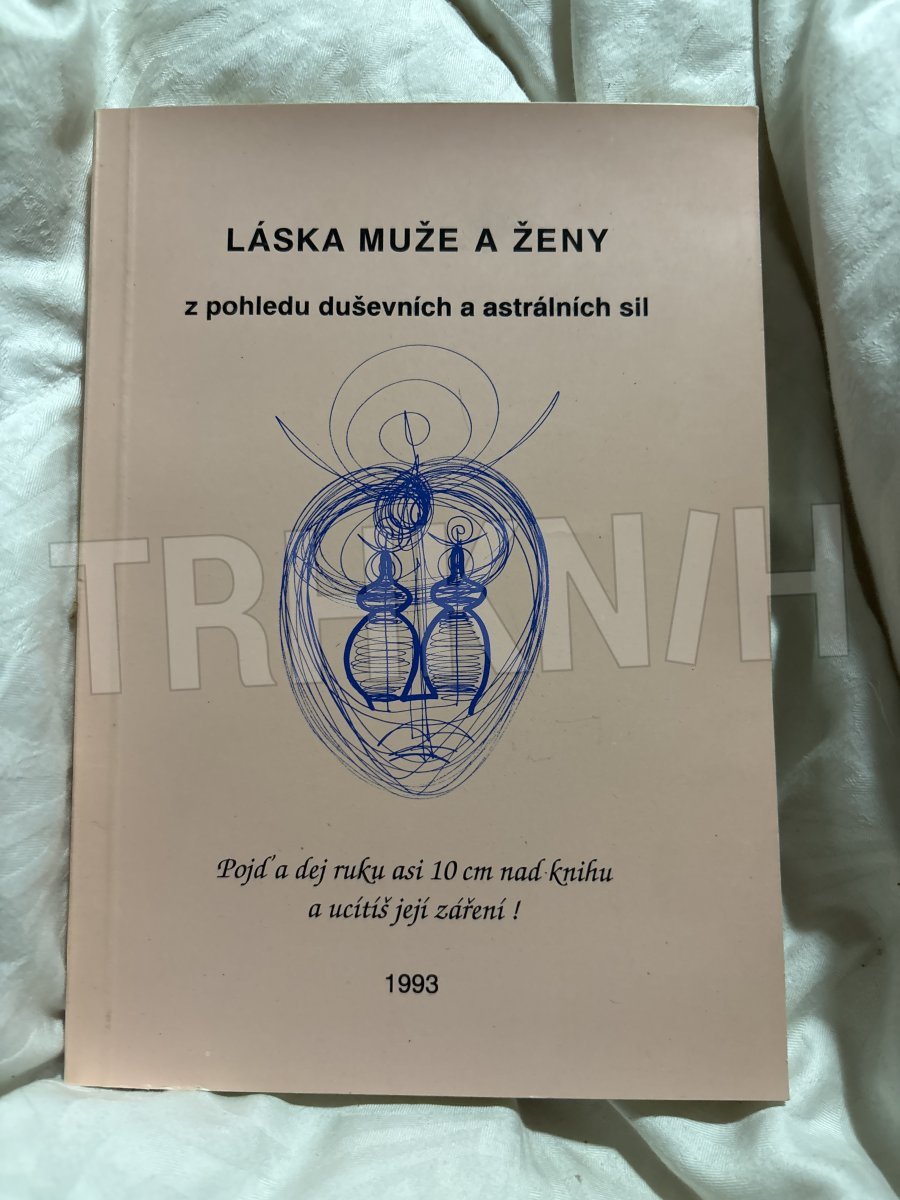 LÁSKA MUŽE A ŽENY
z pohledu duševních a astrálních sil
Pojď a dej ruku asi 10 cm nad knihu
a ucítíš její záření !
1993